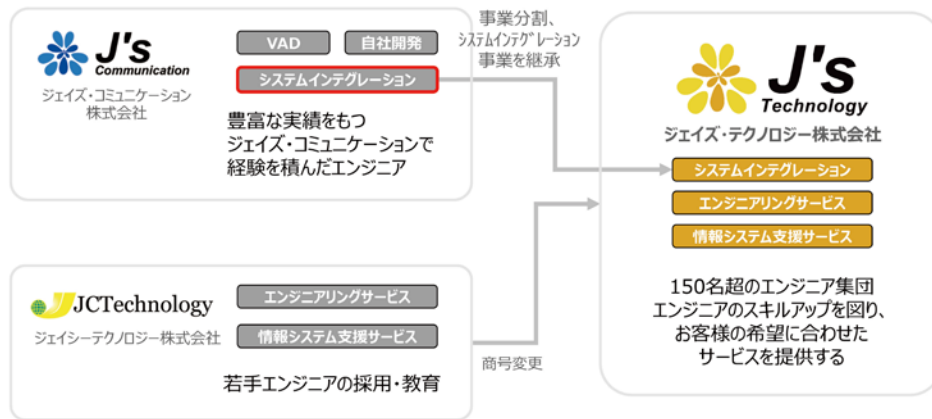 J's
Communication
ジェイズ・コミュニケーション
株式会社
VAD
自社開発
システムインテグレーション
豊富な実績をもつ
ジェイズ・コミュニケーションで
経験を積んだエンジニア
事業分割、
システムインテグレーション
事業を継承
JCTechnology
ジェイシーテクノロジー株式会社
エンジニアリングサービス
情報システム支援サービス
若手エンジニアの採用・教育
商号変更
J's
Technology
ジェイズ・テクノロジー株式会社
システムインテグレーション
エンジニアリングサービス
情報システム支援サービス
150名超のエンジニア集団
エンジニアのスキルアップを図り、
お客様の希望に合わせた
サービスを提供する